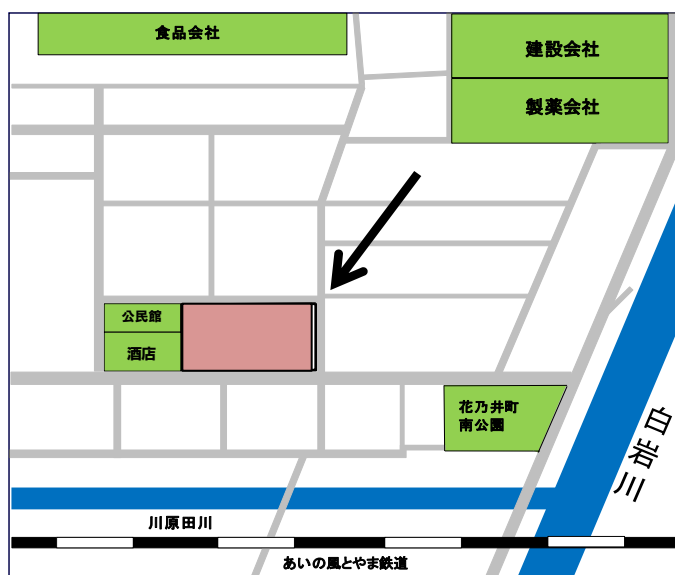 食品会社
建設会社
製薬会社
公民館
酒店
花乃井町
南公園
白岩川
川原田川
あいの風とやま鉄道